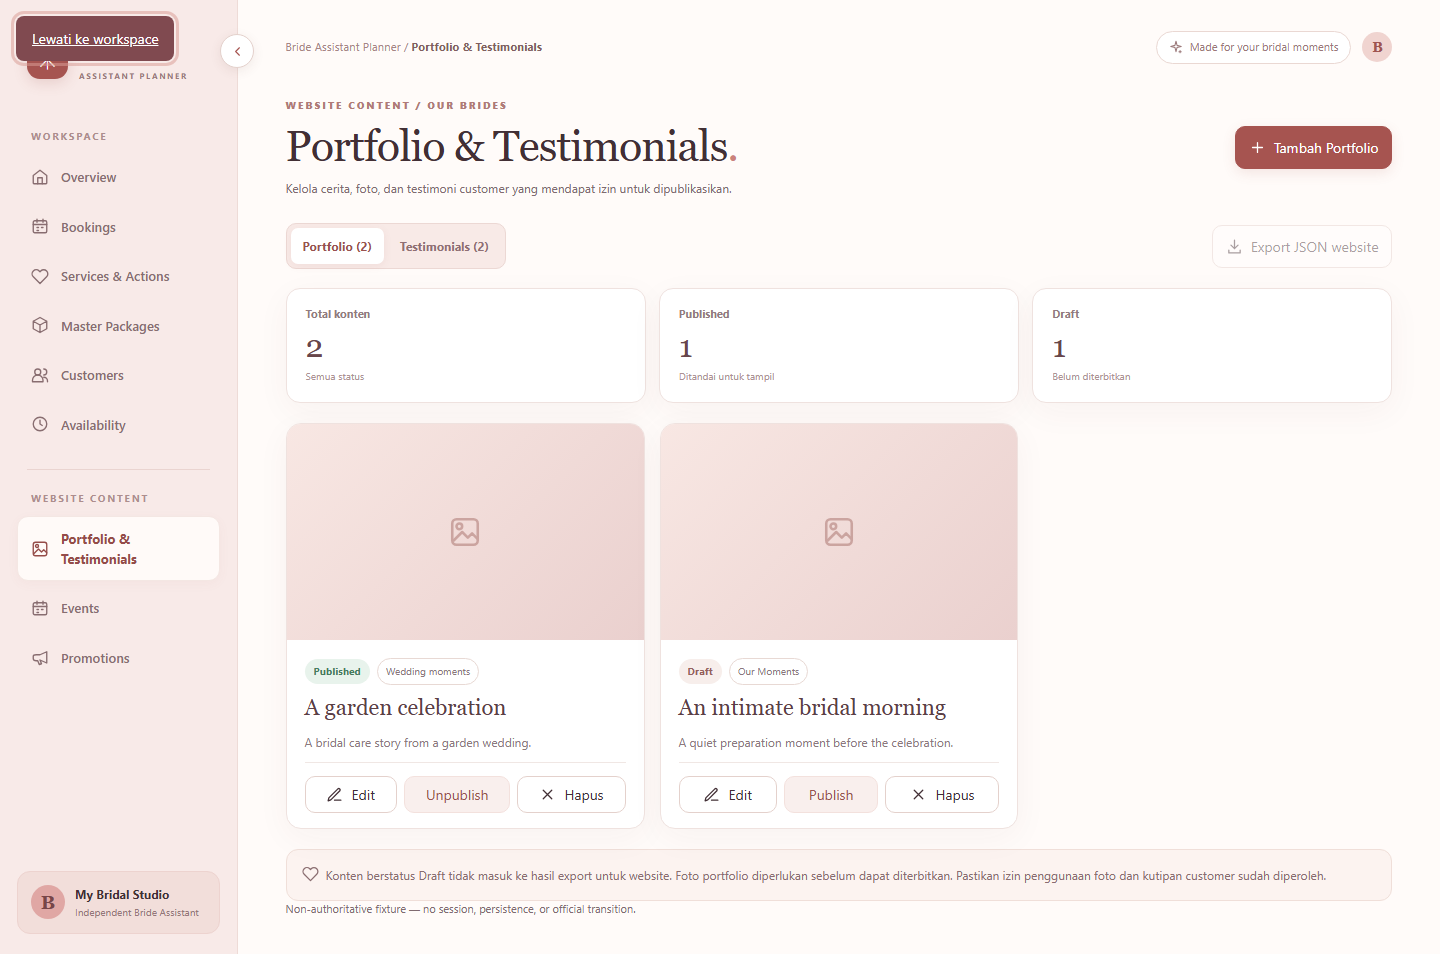 Lewati ke workspace
ASSISTANT PLANNER
WORKSPACE
Overview
Bookings
Services & Actions
Master Packages
Customers
Availability
WEBSITE CONTENT
Portfolio &
Testimonials
Events
Promotions
B
My Bridal Studio
Independent Bride Assistant
Bride Assistant Planner / Portfolio & Testimonials
Made for your bridal moments
B
WEBSITE CONTENT / OUR BRIDES
Portfolio & Testimonials.
Kelola cerita, foto, dan testimoni customer yang mendapat izin untuk dipublikasikan.
Tambah Portfolio
Portfolio (2)
Testimonials (2)
Export JSON website
Total konten
2
Semua status
Published
1
Ditandai untuk tampil
Draft
1
Belum diterbitkan
Published
Wedding moments
A garden celebration
A bridal care story from a garden wedding.
Edit
Unpublish
Hapus
Draft
Our Moments
An intimate bridal morning
A quiet preparation moment before the celebration.
Edit
Publish
Hapus
Konten berstatus Draft tidak masuk ke hasil export untuk website. Foto portfolio diperlukan sebelum dapat diterbitkan. Pastikan izin penggunaan foto dan kutipan customer sudah diperoleh.
Non-authoritative fixture — no session, persistence, or official transition.